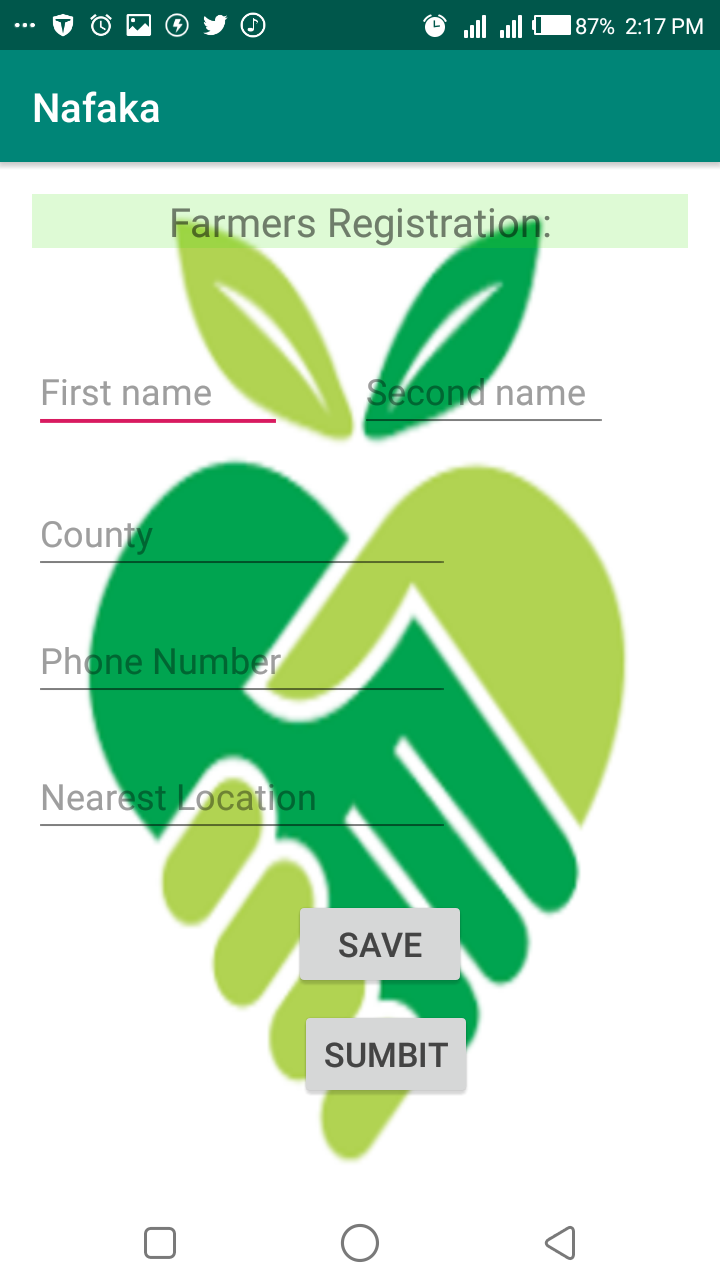 87% 2:17 PM
Nafaka
Farmers Registration:
First name Second name
County
Phone Number
Nearest Location
SAVE
SUMBIT